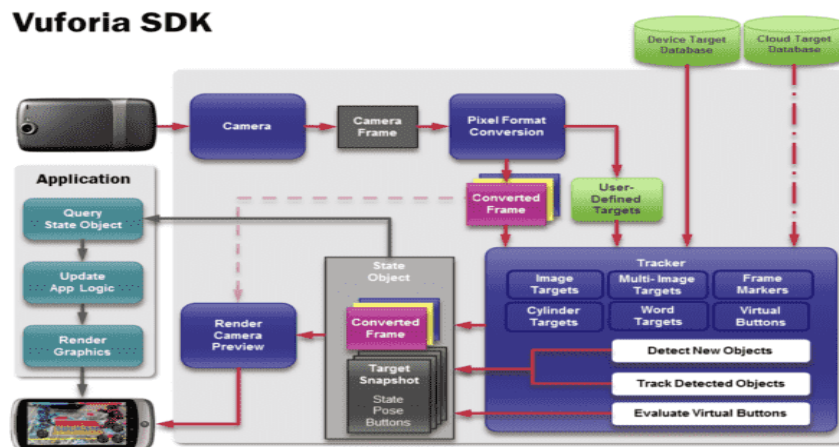 Vuforia SDK
Device Target
Database
Cloud Target
Database
Camera
Camera
Frame
Pixel Format
Conversion
Application
Query
State Object
Update
App Logic
Render
Graphics
Converted
Frame
User-
Defined
Targets
State
Object
Converted
Frame
Target
Snapshot
State
Pose
Buttons
Render
Camera
Preview
Tracker
Image
Targets
Multi-Image
Targets
Frame
Markers
Cylinder
Targets
Word
Targets
Virtual
Buttons
Detect New Objects
Track Detected Objects
Evaluate Virtual Buttons